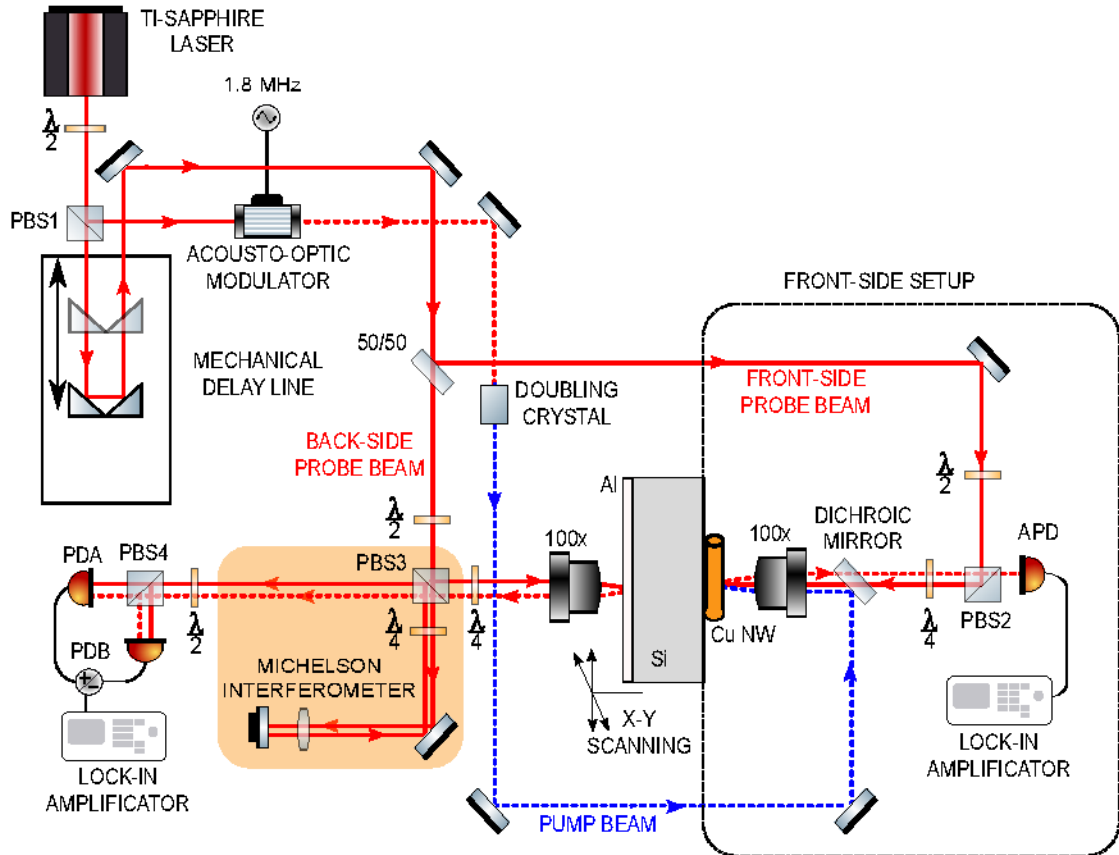 TI-SAPPHIRE
LASER
λ
2
1.8 MHz
PBS1
ACOUSTO-OPTIC
MODULATOR
MECHANICAL
DELAY LINE
50/50
FRONT-SIDE SETUP
FRONT-SIDE
PROBE BEAM
DOUBLING
CRYSTAL
BACK-SIDE
PROBE BEAM
λ
2
λ
2
Al
Si
Cu NW
100x
100x
DICHROIC
MIRROR
APD
λ
4
PBS2
PDA
PBS4
PBS3
λ
2
λ
4
λ
4
PDB
+-
MICHELSON
INTERFEROMETER
X-Y
SCANNING
LOCK-IN
AMPLIFICATOR
LOCK-IN
AMPLIFICATOR
PUMP BEAM